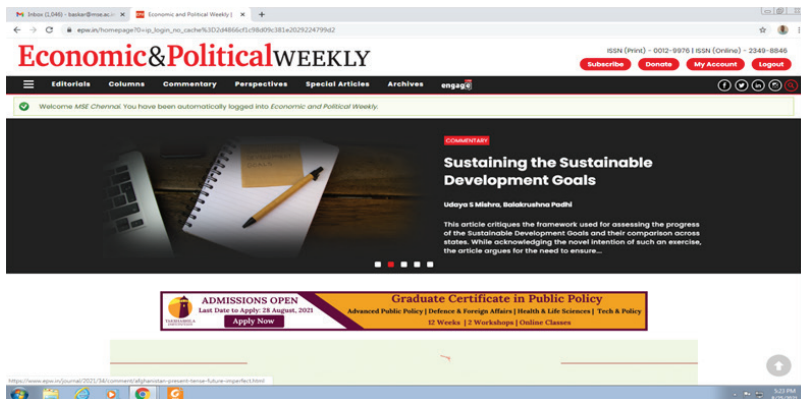 Inbox (1,046) - baskar@mse.ac.in
Economic and Political Weekly |
epw.in/homepage?0=ip_login_no_cache%3D2d4866cf1c98d09c381a2029224799d2
Economic&PoliticalWEEKLY
ISSN (Print) - 0012-9976 | ISSN (Online) - 2349-8846
Subscribe Donate My Account Logout
Editorials Columns Commentary Perspectives Special Articles Archives engage
Welcome MSE Chennai. You have been automatically logged into Economic and Political Weekly.
COMMENTARY
Sustaining the Sustainable
Development Goals
Udaya S Mishra, Balakrushna Padhi
This article critiques the framework used for assessing the progress
of the Sustainable Development Goals and their comparison across
states. While acknowledging the novel intention of such an exercise,
the article argues for the need to ensure...
ADMISSIONS OPEN
Last Date to Apply: 28 August, 2021
Apply Now
Graduate Certificate in Public Policy
Advanced Public Policy | Defence & Foreign Affairs | Health & Life Sciences | Tech & Policy
12 Weeks | 2 Workshops | Online Classes
https://www.epw.in/journal/2021/34/comment/afghanistan-present-tense-future-imperfect.html
5:23 PM